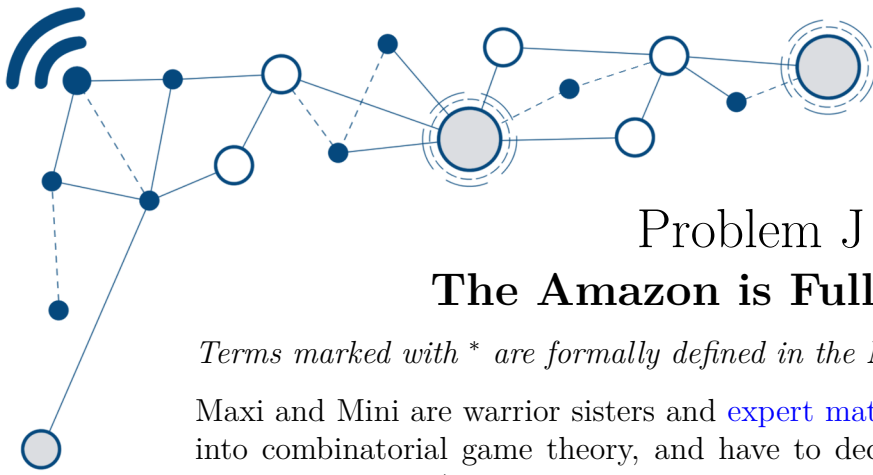 Problem J
The Amazon is Full
Terms marked with * are formally defined in the
Maxi and Mini are warrior sisters and expert mat
into combinatorial game theory, and have to dec